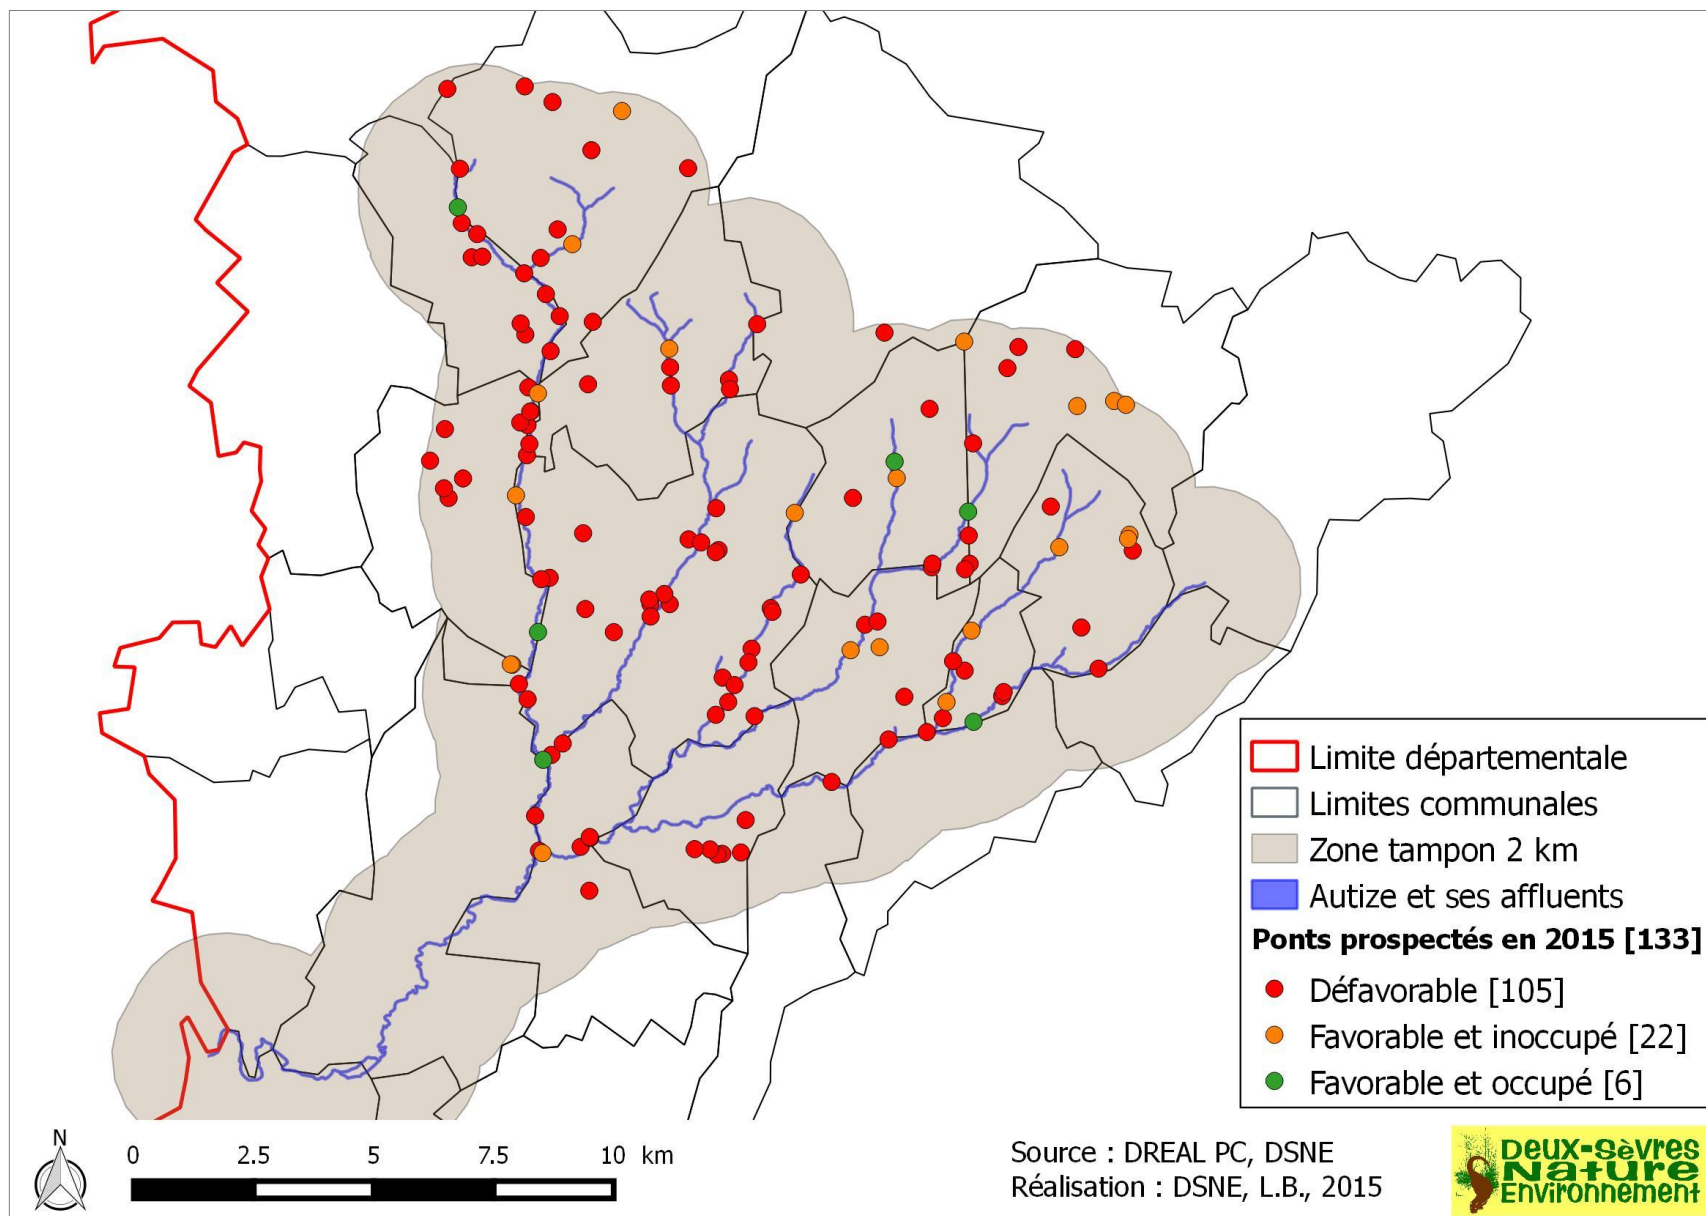 Limite départementale
Limites communales
Zone tampon 2 km
Autize et ses affluents
Ponts prospectés en 2015 [133]
Défavorable [105]
Favorable et inoccupé [22]
Favorable et occupé [6]
N
0 2.5 5 7.5 10 km
Source : DREAL PC, DSNE
Réalisation : DSNE, L.B., 2015
Deux-Sèvres
Nature
Environnement